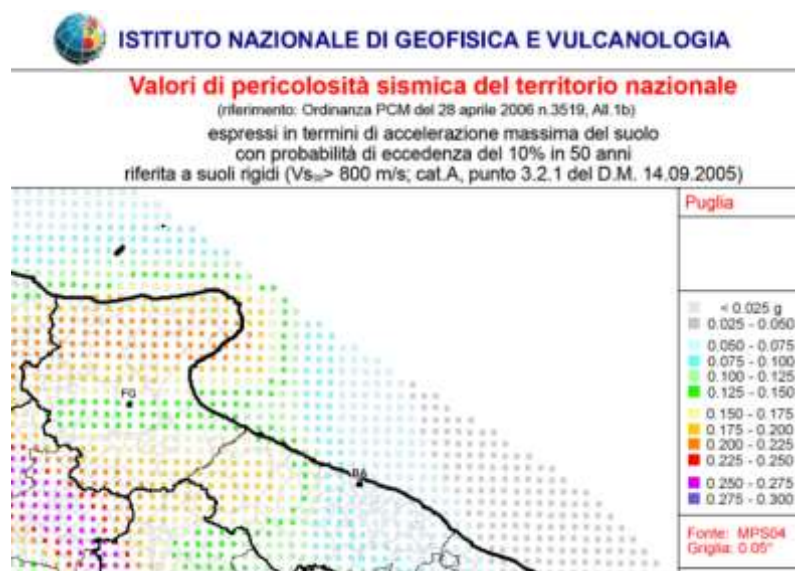 ISTITUTO NAZIONALE DI GEOFISICA E VULCANOLOGIA
Valori di pericolosità sismica del territorio nazionale
(riferimento: Ordinanza PCM del 28 aprile 2006 n.3519, All.1b)
espressi in termini di accelerazione massima del suolo
con probabilità di eccedenza del 10% in 50 anni
riferita a suoli rigidi (Vs₃₀> 800 m/s; cat.A, punto 3.2.1 del D.M. 14.09.2005)
Puglia
< 0.025 g
0.025 - 0.050
0.050 - 0.075
0.075 - 0.100
0.100 - 0.125
0.125 - 0.150
0.150 - 0.175
0.175 - 0.200
0.200 - 0.225
0.225 - 0.250
0.250 - 0.275
0.275 - 0.300
FG
BA
Fonte: MPS04
Griglia: 0.05°